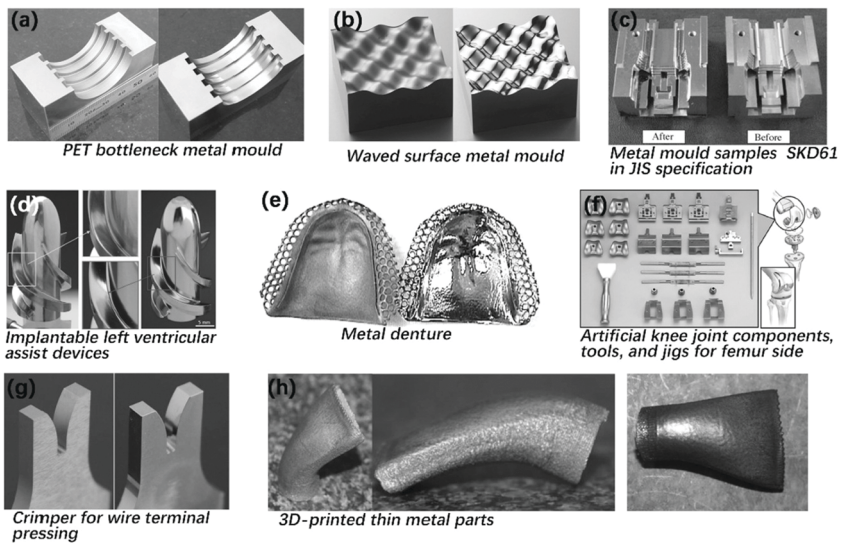 (a)
PET bottleneck metal mould
(b)
Waved surface metal mould
(c)
After
Before
Metal mould samples SKD61
in JIS specification
(d)
5 mm
Implantable left ventricular
assist devices
(e)
Metal denture
(f)
Artificial knee joint components,
tools, and jigs for femur side
(g)
Crimper for wire terminal
pressing
(h)
3D-printed thin metal parts